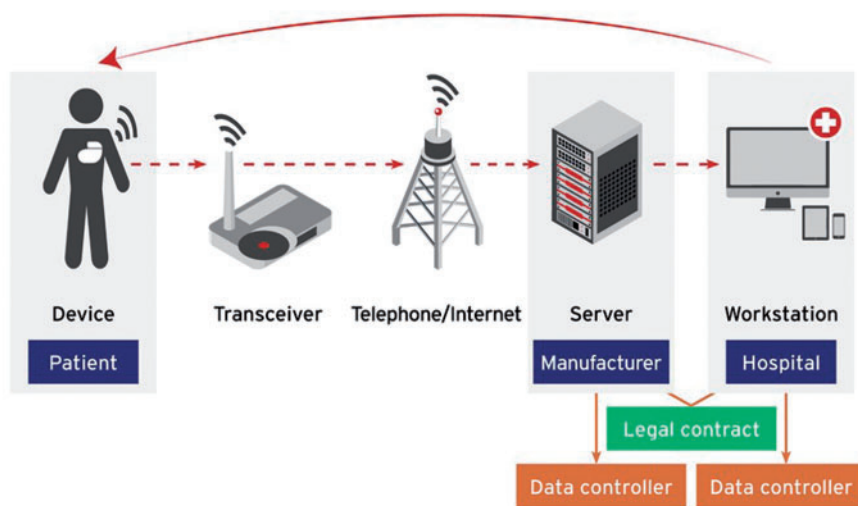 Device
Transceiver
Telephone/Internet
Server
Workstation
Patient
Manufacturer
Hospital
Legal contract
Data controller
Data controller